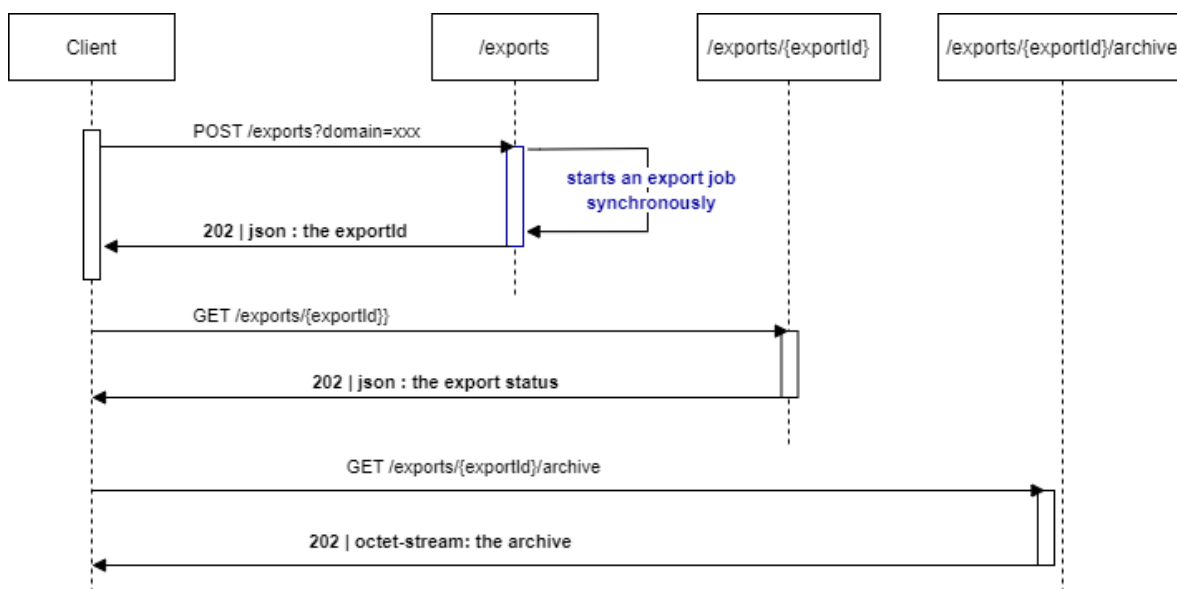 Client
/exports
/exports/{exportId}
/exports/{exportId}/archive
POST /exports?domain=xxx
starts an export job
synchronously
202 | json : the exportId
GET /exports/{exportId}}
202 | json : the export status
GET /exports/{exportId}/archive
202 | octet-stream: the archive